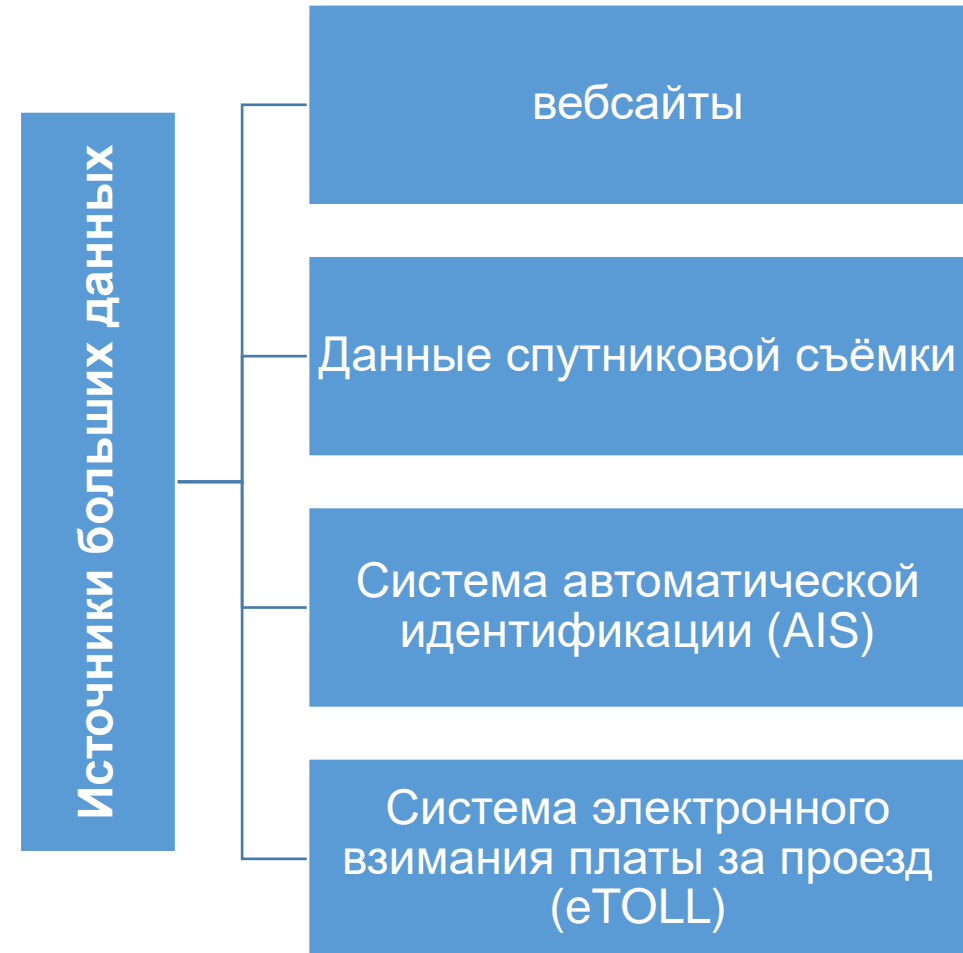 Источники больших данных
вебсайты
Данные спутниковой съёмки
Система автоматической
идентификации (AIS)
Система электронного
взимания платы за проезд
(eTOLL)